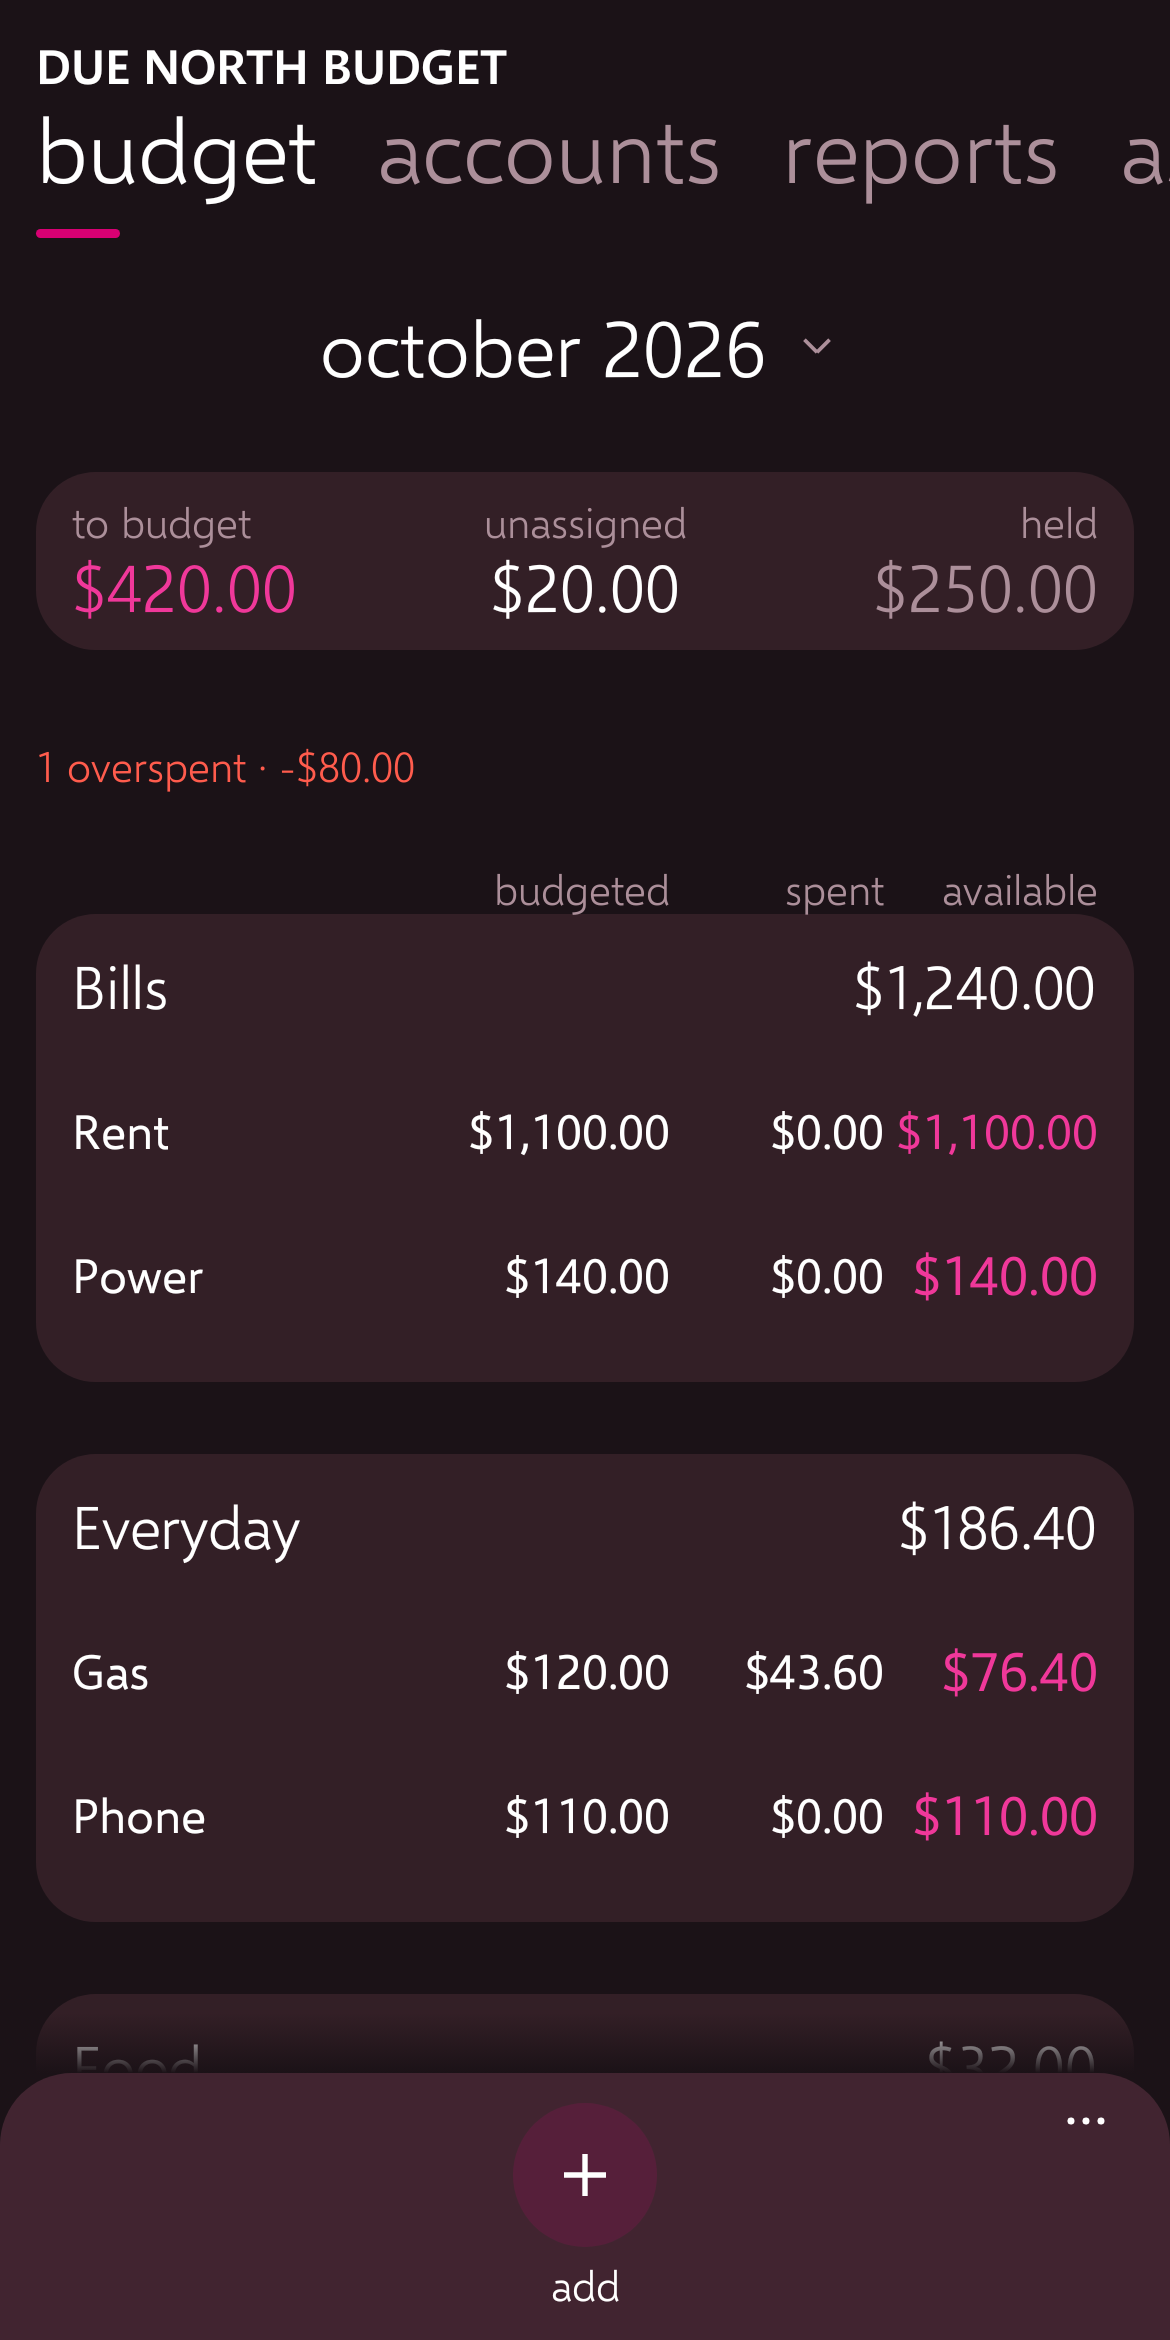 DUE NORTH BUDGET
budget accounts reports
october 2026
to budget unassigned held
$420.00 $20.00 $250.00
1 overspent · -$80.00
budgeted spent available
Bills $1,240.00
Rent $1,100.00 $0.00 $1,100.00
Power $140.00 $0.00 $140.00
Everyday $186.40
Gas $120.00 $43.60 $76.40
Phone $110.00 $0.00 $110.00
Food $32.00
add